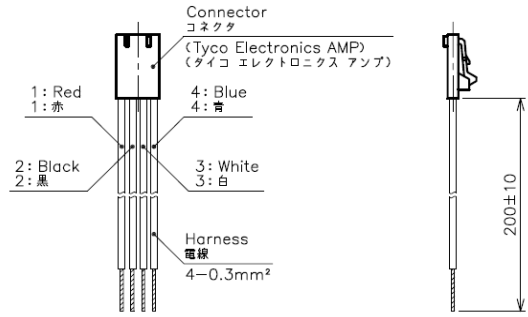 Connector
コネクタ
(Tyco Electronics AMP)
(タイコ エレクトロニクス アンプ)
1: Red
1: 赤
4: Blue
4: 青
2: Black
2: 黒
3: White
3: 白
Harness
電線
4-0.3mm²
200±10